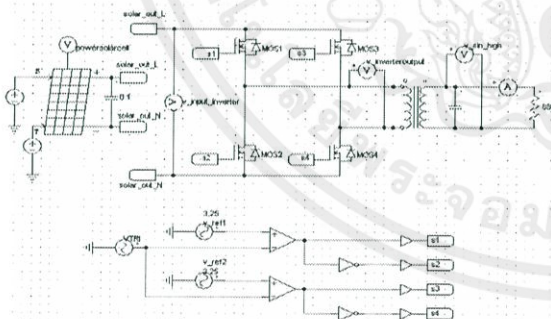 solar_out_L
powersolarcell
S
solar_out_L
0.1
solar_out_N
T
s1
MOS1
s3
MOS3
v_inverteroutput
v_sin_high
V
V
V
A
v_input_inverter
s2
MOS2
s4
MOS4
solar_out_N
3.25
v_ref1
VTRI
v_ref2
3.25
s1
s2
s3
s4